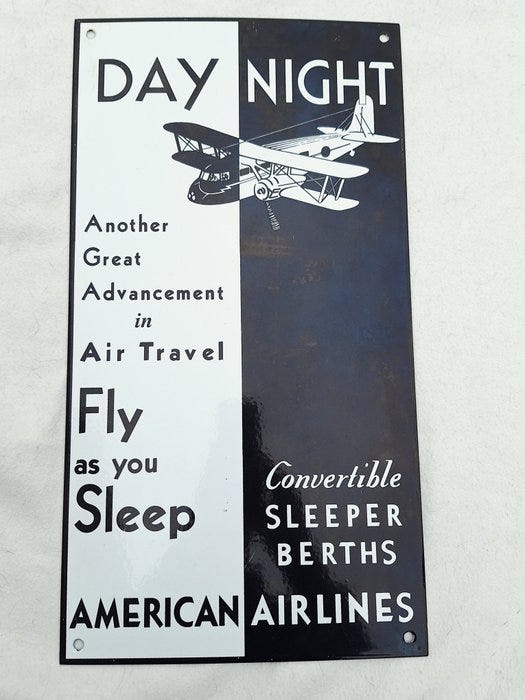 DAY NIGHT
Another
Great
Advancement
in
Air Travel
Fly
as you
Sleep
Convertible
SLEEPER
BERTHS
AMERICAN AIRLINES